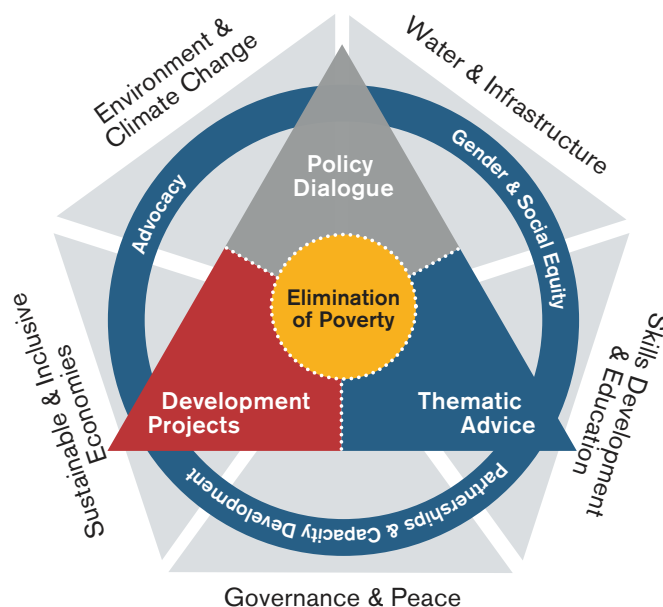 Environment &
Climate Change
Water & Infrastructure
Gender & Social Equity
Advocacy
Policy
Dialogue
Elimination
of Poverty
Development
Projects
Thematic
Advice
Sustainable & Inclusive
Economies
Skills Development
& Education
Partnerships & Capacity Development
Governance & Peace